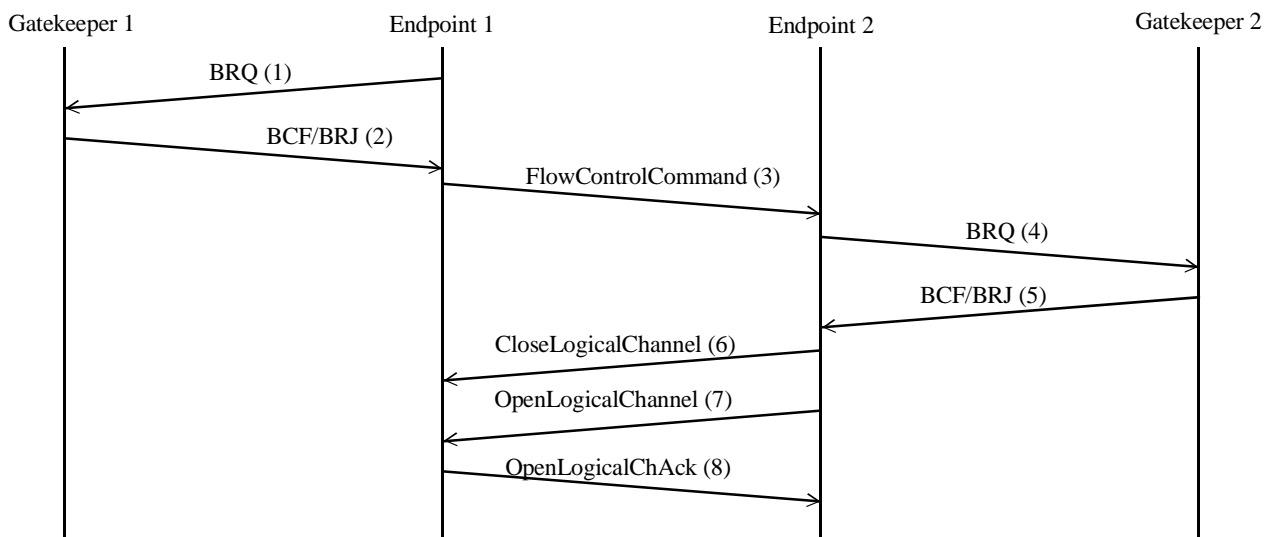 Gatekeeper 1
Endpoint 1
Endpoint 2
Gatekeeper 2
BRQ (1)
BCF/BRJ (2)
FlowControlCommand (3)
BRQ (4)
BCF/BRJ (5)
CloseLogicalChannel (6)
OpenLogicalChannel (7)
OpenLogicalChAck (8)